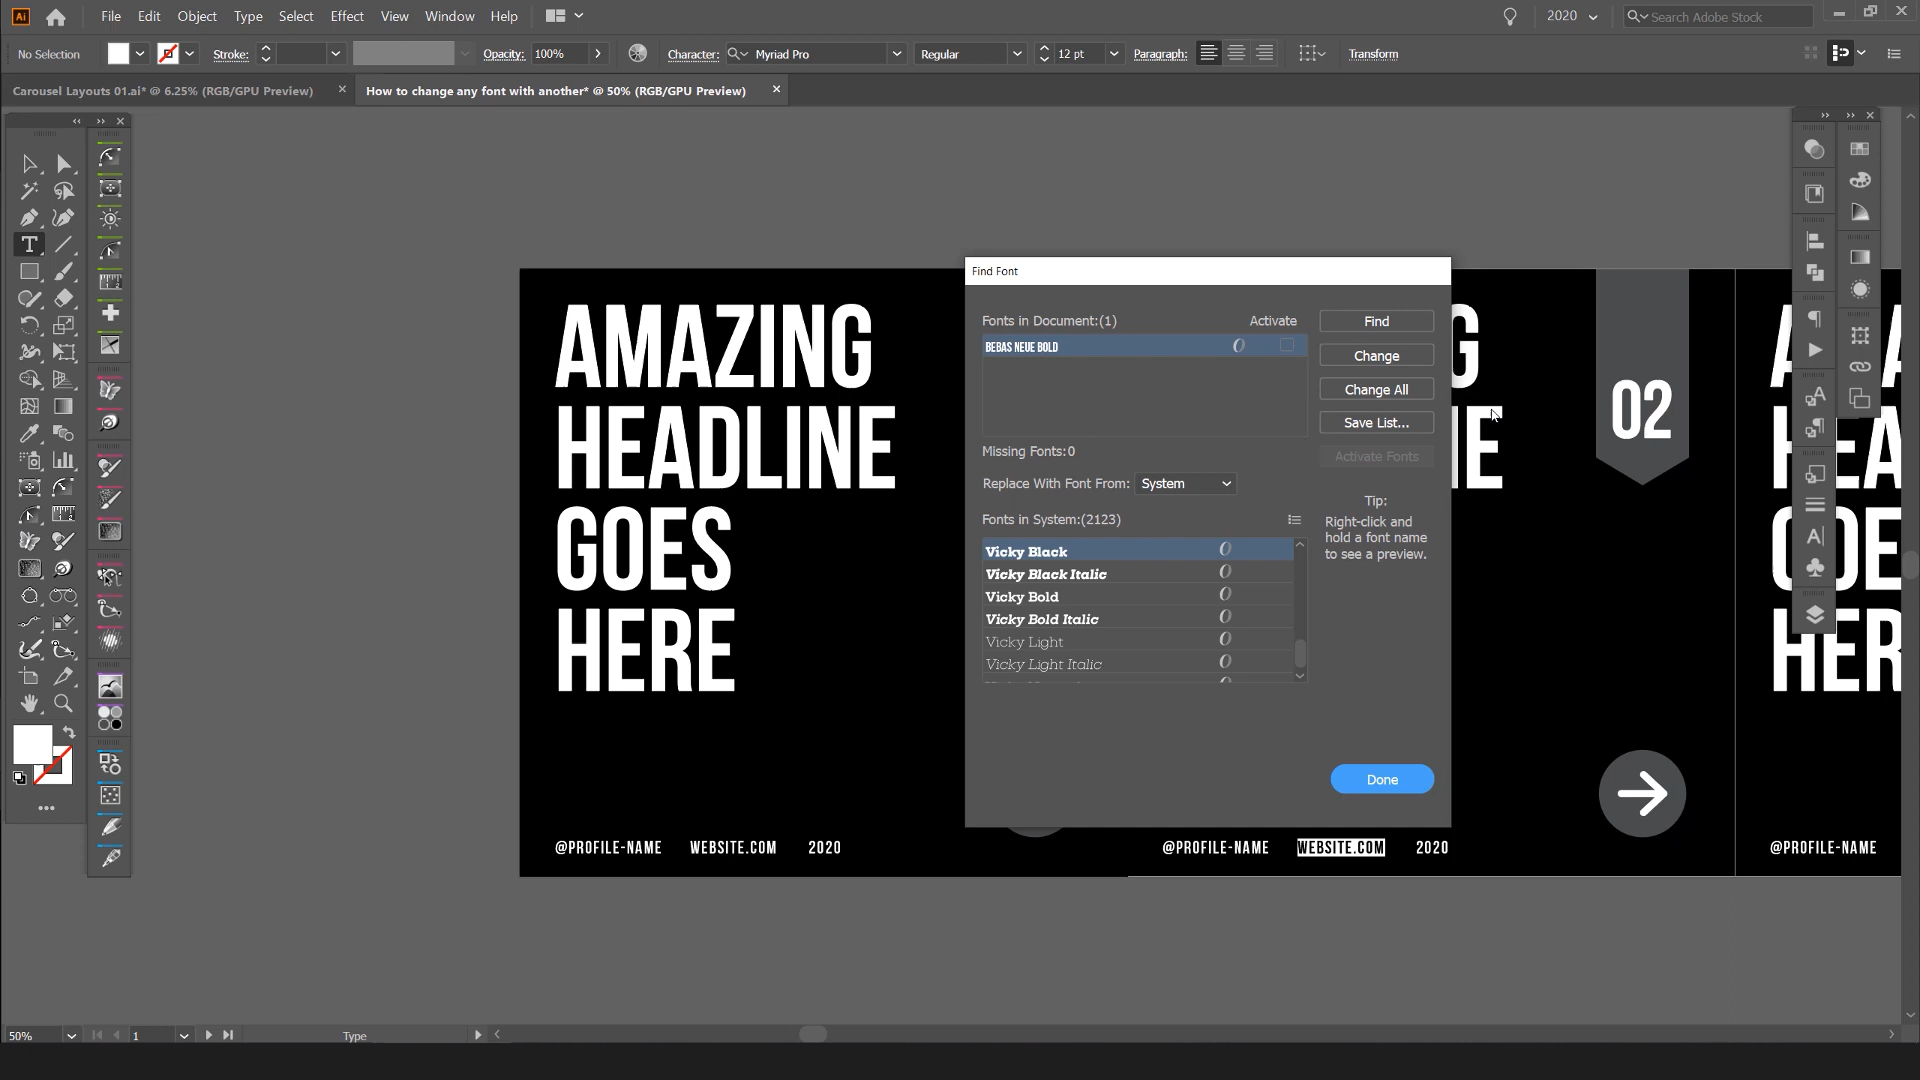 Ai
File Edit Object Type Select Effect View Window Help
2020
Search Adobe Stock
No Selection
Stroke:
Opacity: 100%
Character: Myriad Pro
Regular
12 pt
Paragraph:
Transform
Carousel Layouts 01.ai* @ 6.25% (RGB/GPU Preview)
How to change any font with another* @ 50% (RGB/GPU Preview)
AMAZING
HEADLINE
GOES
HERE
@PROFILE-NAME WEBSITE.COM 2020
Find Font
Fonts in Document:(1) Activate
BEBAS NEUE BOLD
Missing Fonts:0
Replace With Font From: System
Fonts in System:(2123)
Vicky Black
Vicky Black Italic
Vicky Bold
Vicky Bold Italic
Vicky Light
Vicky Light Italic
Find
Change
Change All
Save List...
Activate Fonts
Tip:
Right-click and
hold a font name
to see a preview.
Done
G
NE
02
@PROFILE-NAME WEBSITE.COM 2020
HER
@PROFILE-NAME
50%
1
Type